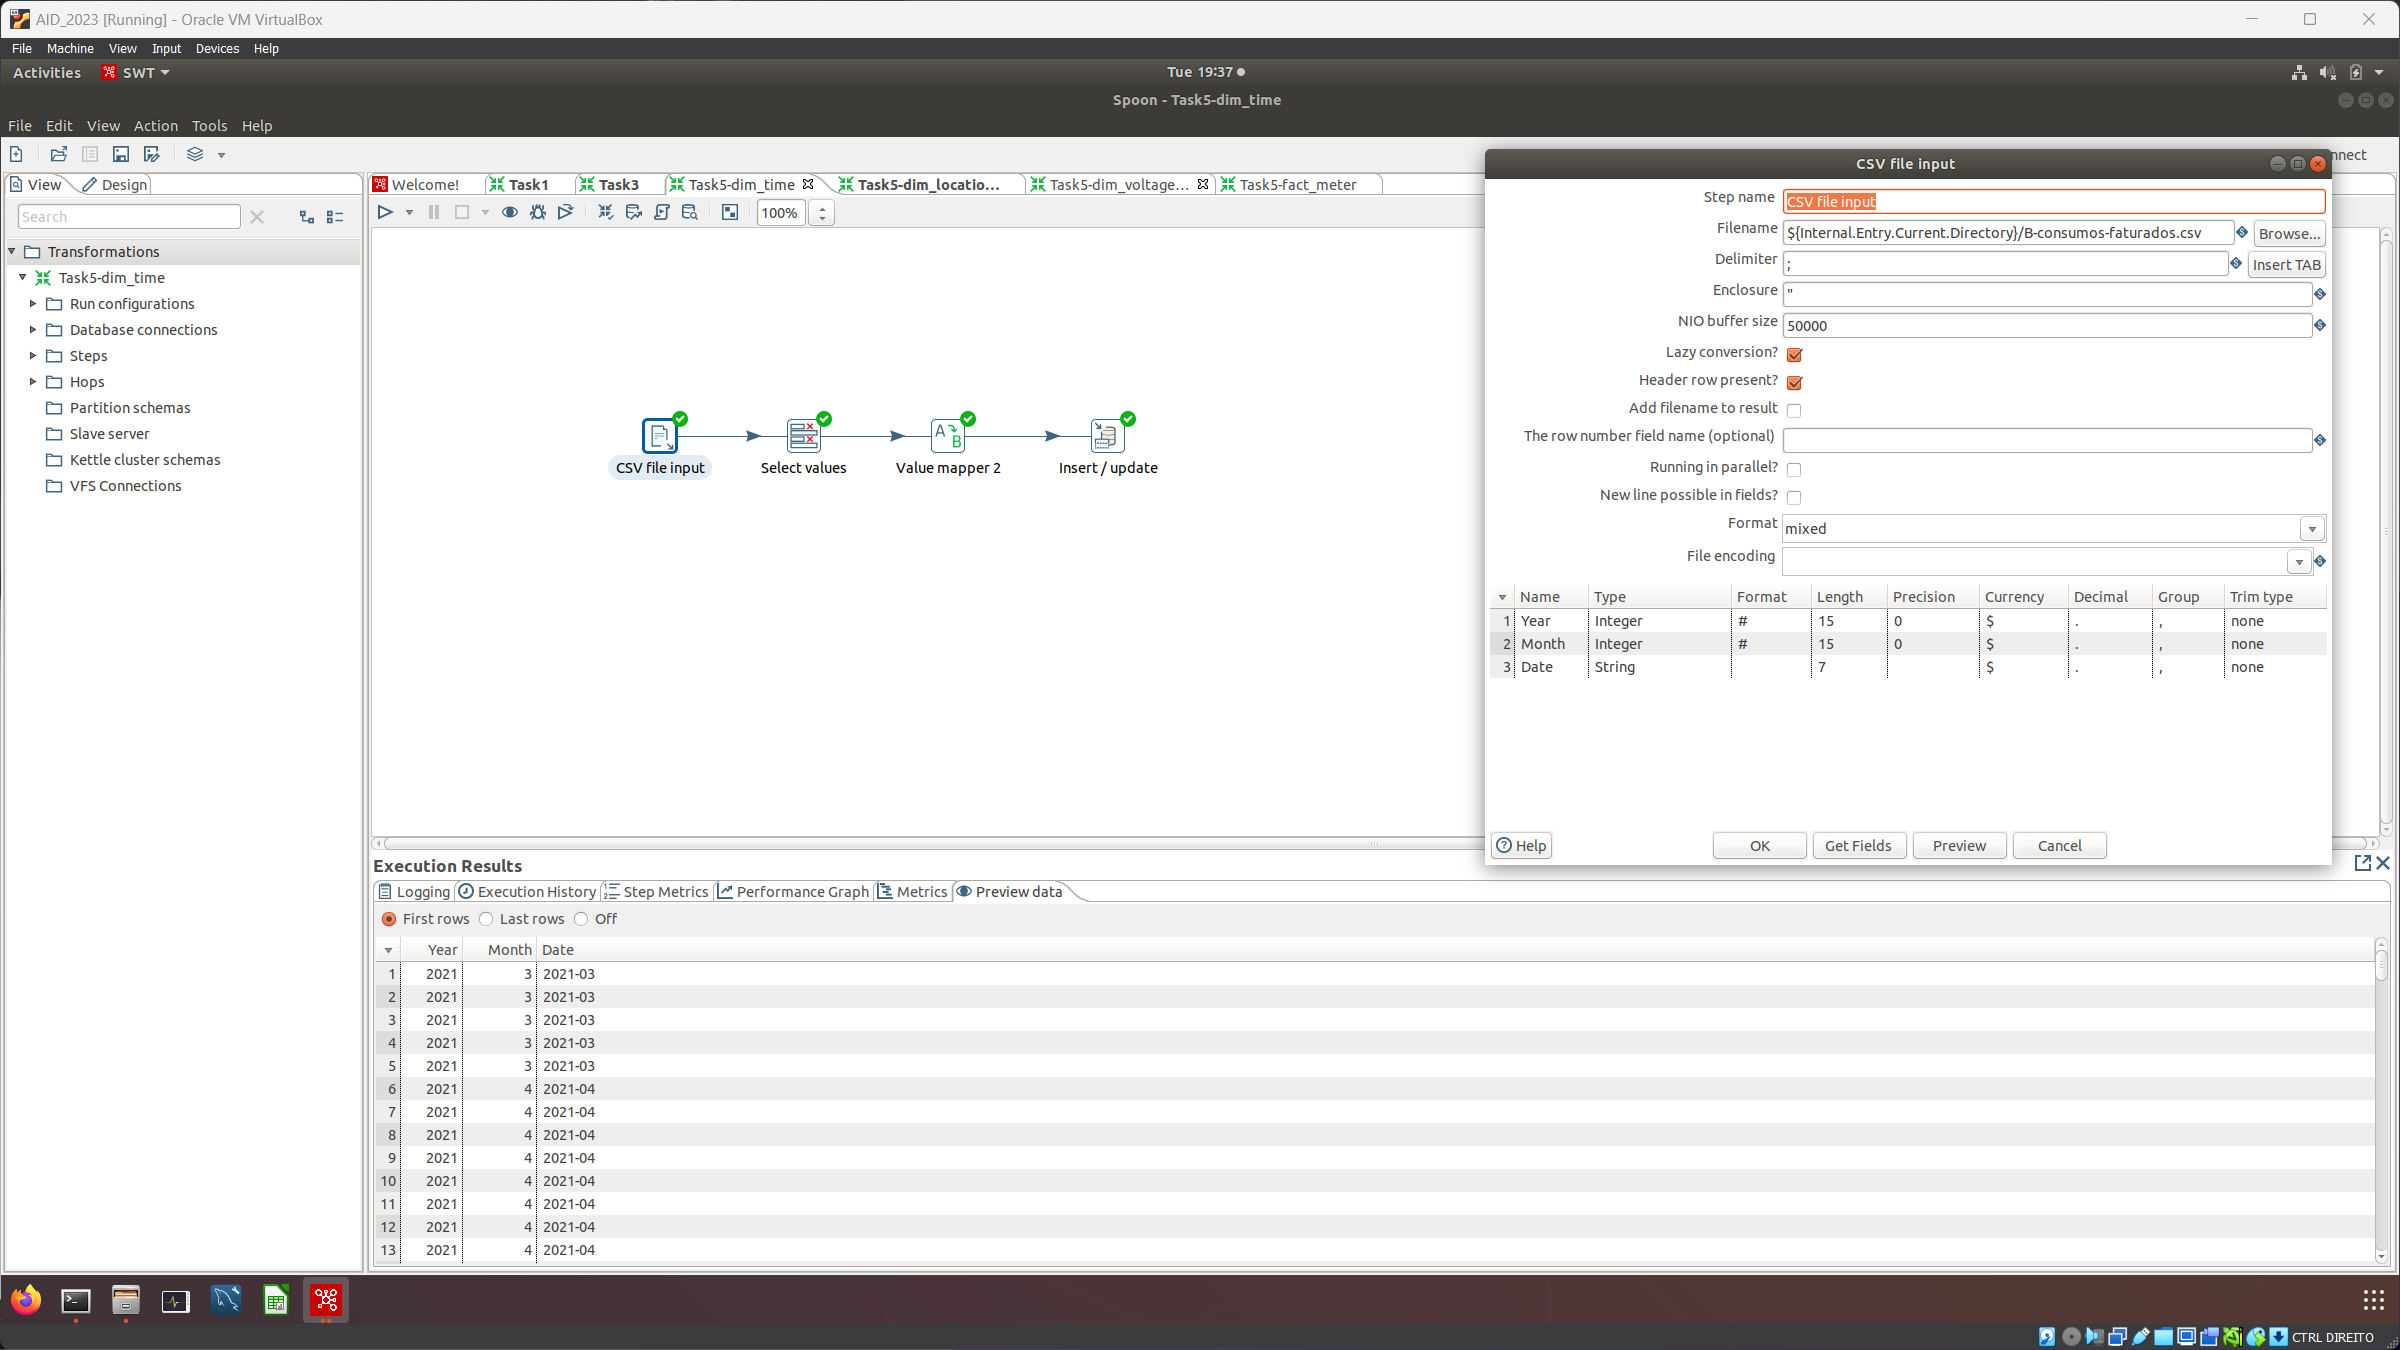 AID_2023 [Running] - Oracle VM VirtualBox
File Machine View Input Devices Help
Activities SWT Tue 19:37
Spoon - Task5-dim_time
File Edit View Action Tools Help
nnect
View Design
Welcome! Task1 Task3 Task5-dim_time Task5-dim_locatio... Task5-dim_voltage... Task5-fact_meter
Search
100%
Transformations
Task5-dim_time
Run configurations
Database connections
Steps
Hops
Partition schemas
Slave server
Kettle cluster schemas
VFS Connections
CSV file input
Select values
Value mapper 2
Insert / update
CSV file input
Step name CSV file input
Filename ${Internal.Entry.Current.Directory}/B-consumos-faturados.csv Browse...
Delimiter ; Insert TAB
Enclosure "
NIO buffer size 50000
Lazy conversion?
Header row present?
Add filename to result
The row number field name (optional)
Running in parallel?
New line possible in fields?
Format mixed
File encoding
Name Type Format Length Precision Currency Decimal Group Trim type
1 Year Integer # 15 0 $ . , none
2 Month Integer # 15 0 $ . , none
3 Date String 7 $ . , none
Help OK Get Fields Preview Cancel
Execution Results
Logging Execution History Step Metrics Performance Graph Metrics Preview data
First rows Last rows Off
Year Month Date
1 2021 3 2021-03
2 2021 3 2021-03
3 2021 3 2021-03
4 2021 3 2021-03
5 2021 3 2021-03
6 2021 4 2021-04
7 2021 4 2021-04
8 2021 4 2021-04
9 2021 4 2021-04
10 2021 4 2021-04
11 2021 4 2021-04
12 2021 4 2021-04
13 2021 4 2021-04
CTRL DIREITO